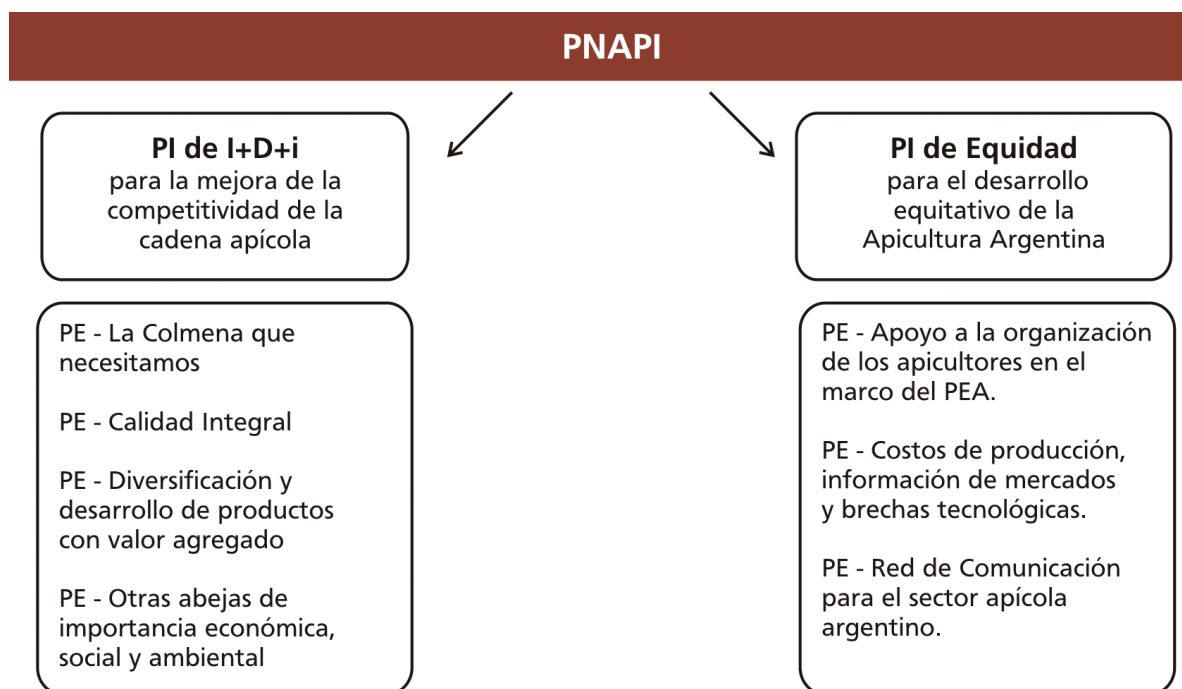 PNAPI
PI de I+D+i
para la mejora de la
competitividad de la
cadena apícola
PI de Equidad
para el desarrollo
equitativo de la
Apicultura Argentina
PE - La Colmena que
necesitamos
PE - Calidad Integral
PE - Diversificación y
desarrollo de productos
con valor agregado
PE - Otras abejas de
importancia económica,
social y ambiental
PE - Apoyo a la organización
de los apicultores en el
marco del PEA.
PE - Costos de producción,
información de mercados
y brechas tecnológicas.
PE - Red de Comunicación
para el sector apícola
argentino.